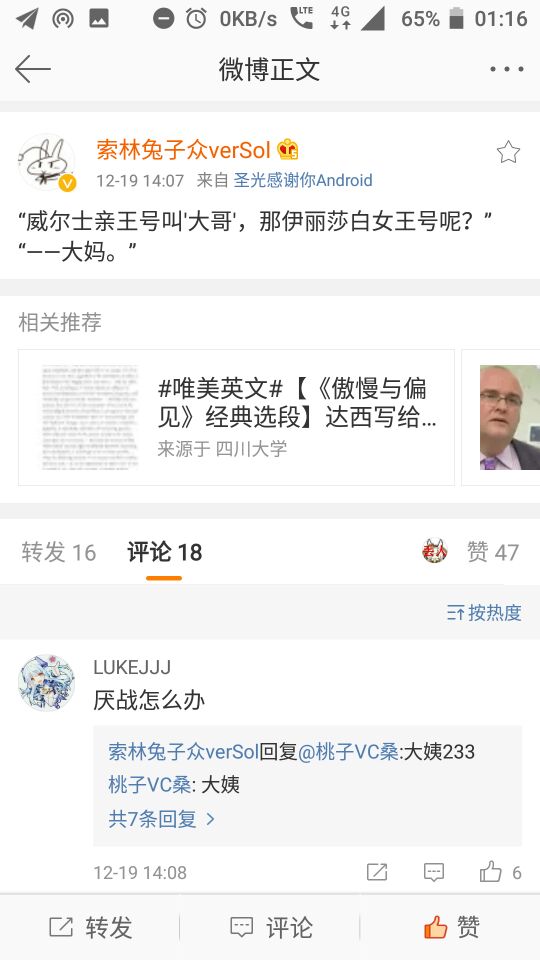 0KB/s LTE 4G 65% 01:16
微博正文
索林兔子众verSol
12-19 14:07 来自 圣光感谢你Android
“威尔士亲王号叫'大哥'，那伊丽莎白女王号呢？”
“——大妈。”
相关推荐
#唯美英文#【《傲慢与偏
见》经典选段】达西写给...
来源于 四川大学
转发 16 评论 18 赞 47
按热度
LUKEJJJ
厌战怎么办
索林兔子众verSol回复@桃子VC桑:大姨233
桃子VC桑: 大姨
共7条回复
12-19 14:08 6
转发 评论 赞